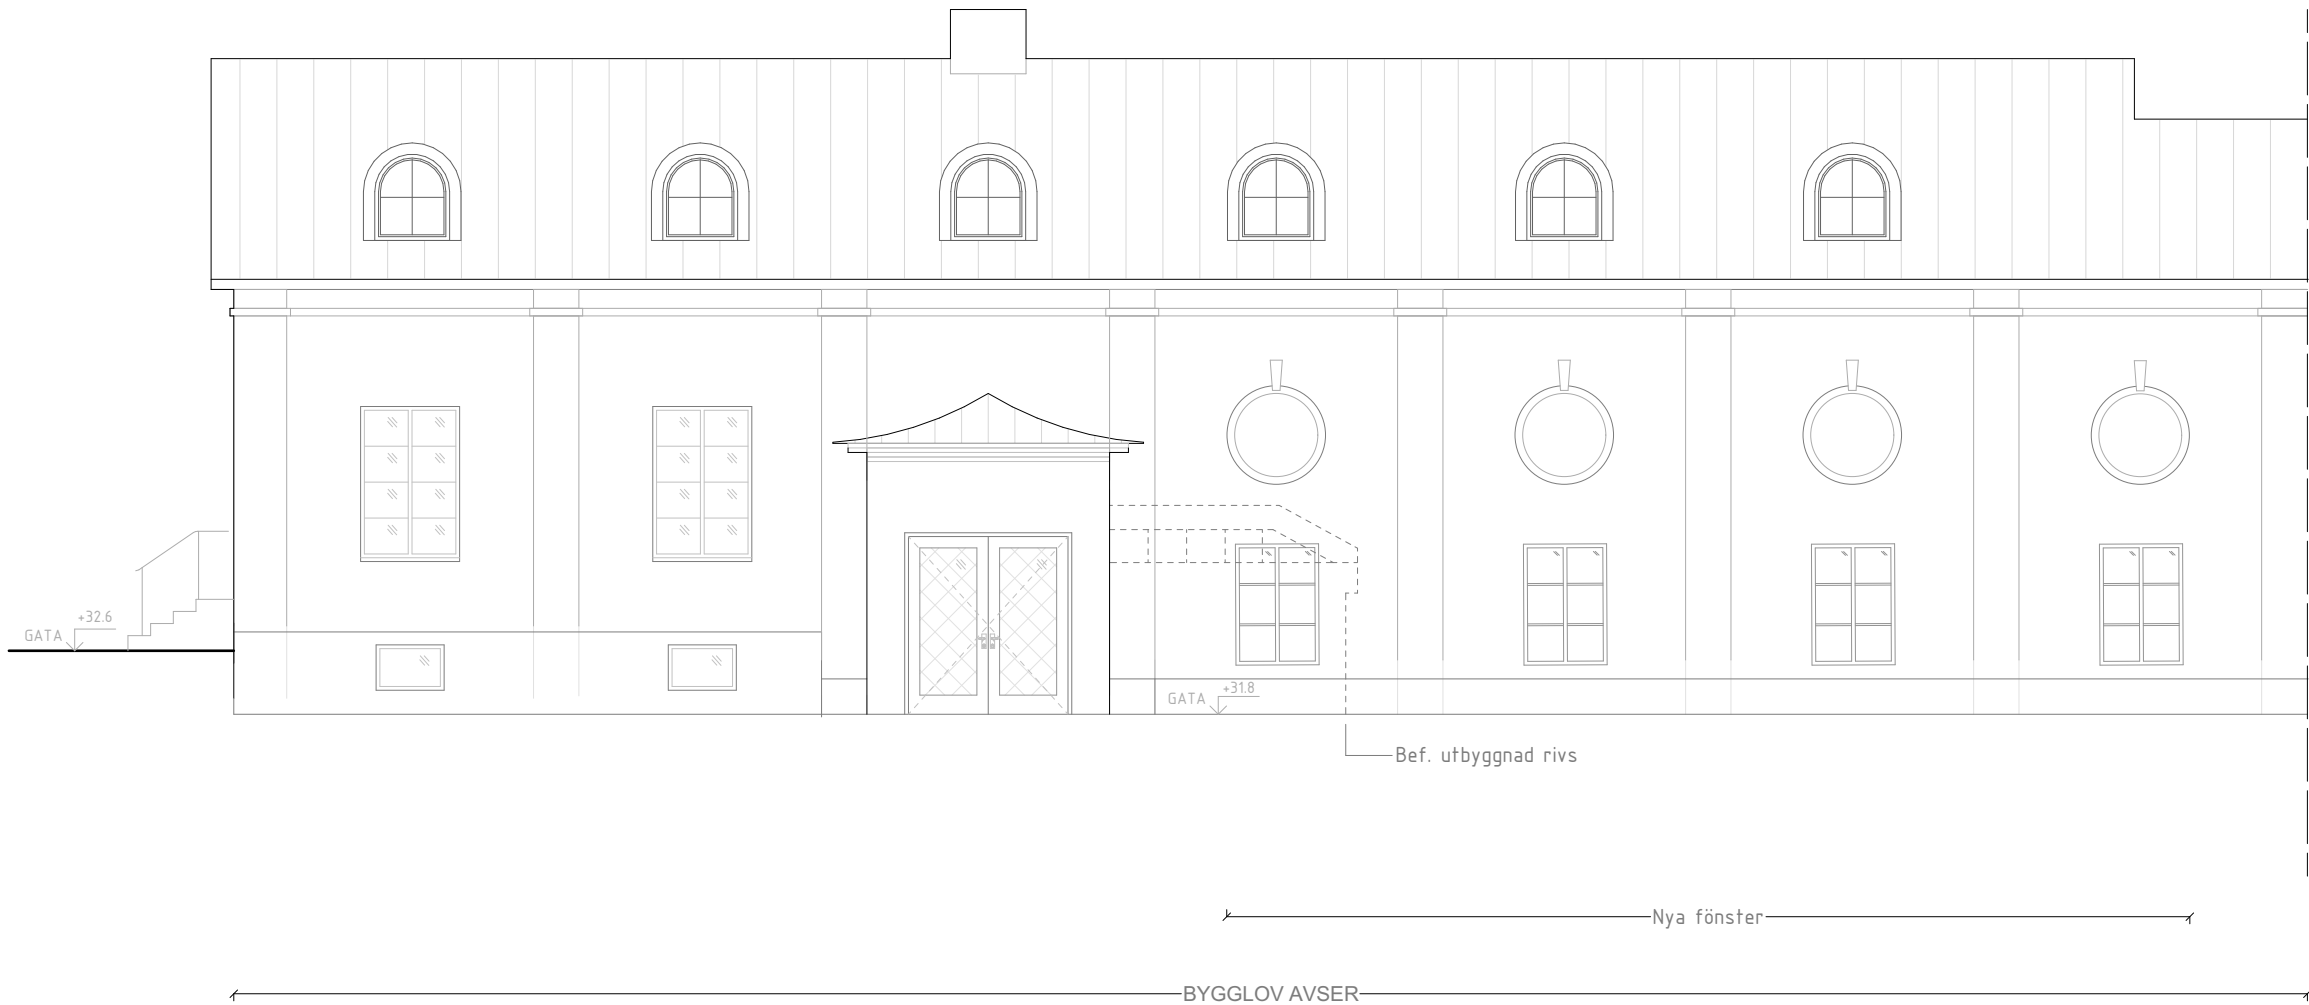 +32.6
GATA
+31.8
GATA
Bef. utbyggnad rivs
Nya fönster
BYGGLOV AVSER